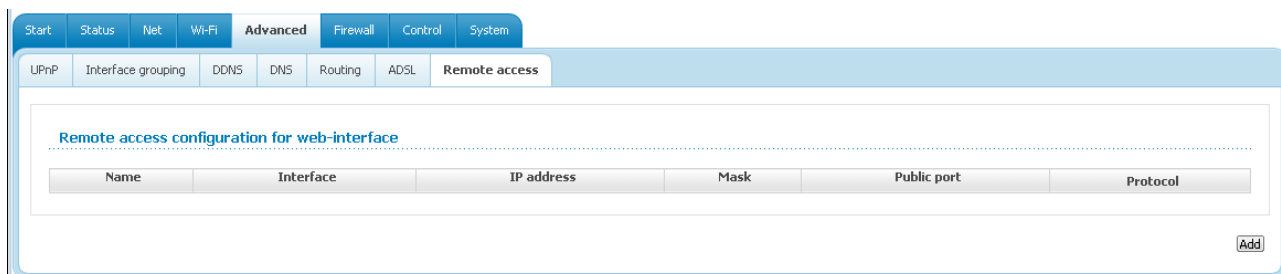 Start Status Net Wi-Fi Advanced Firewall Control System
UPnP Interface grouping DDNS DNS Routing ADSL Remote access
Remote access configuration for web-interface
Name Interface IP address Mask Public port Protocol
Add